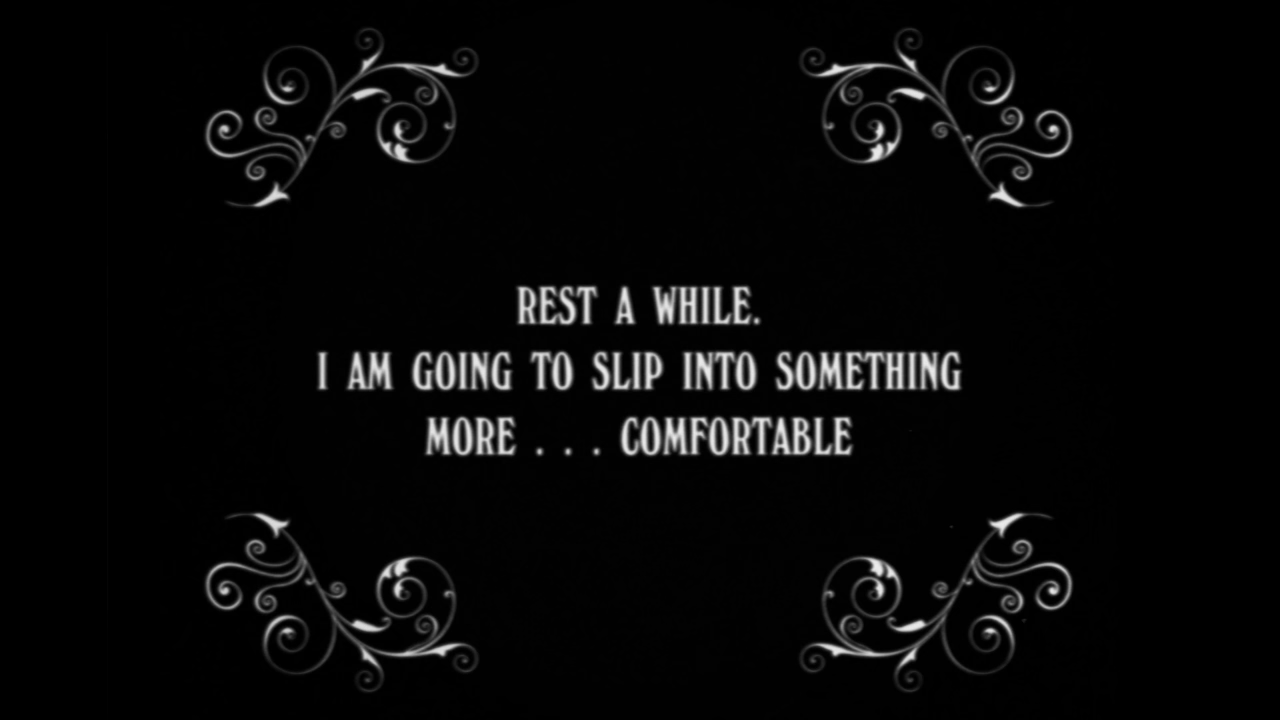 REST A WHILE.
I AM GOING TO SLIP INTO SOMETHING
MORE . . . COMFORTABLE